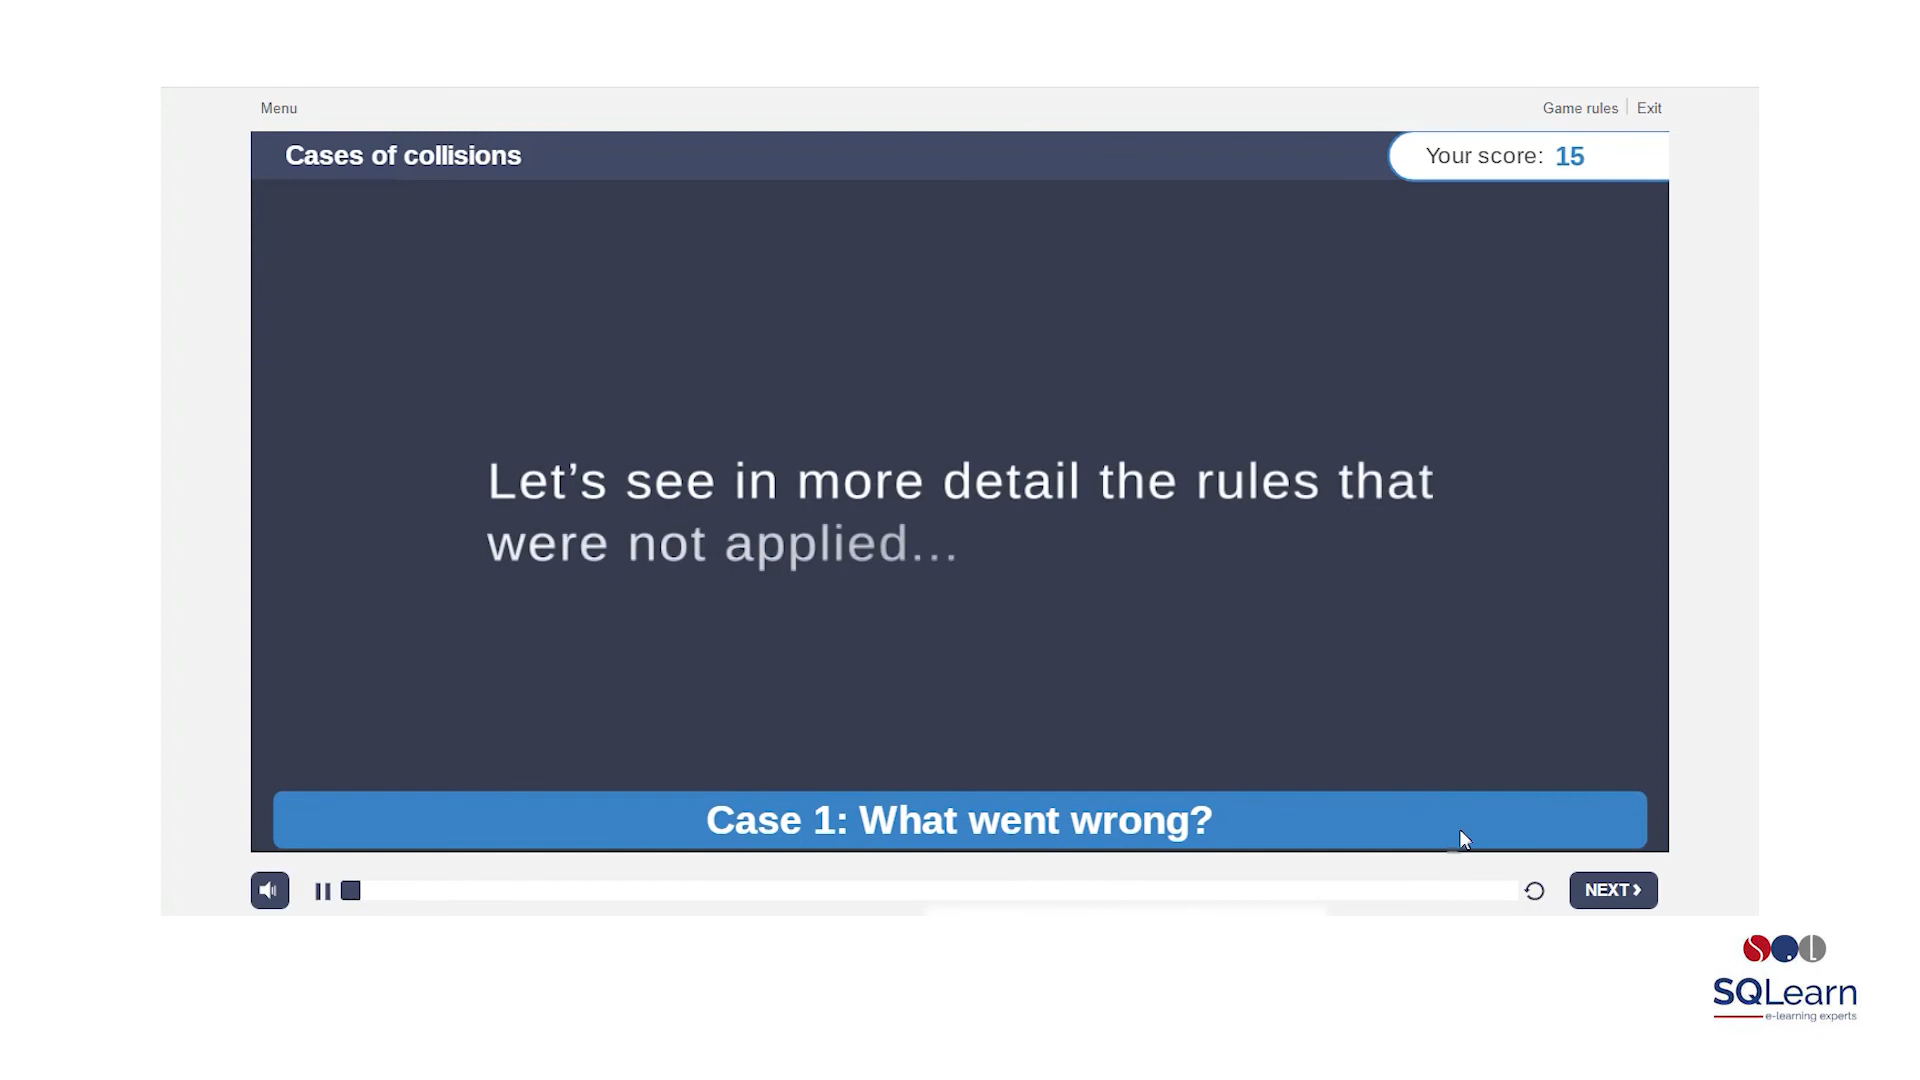 Menu
Game rules
Exit
Cases of collisions
Your score: 15
Let’s see in more detail the rules that
were not applied...
Case 1: What went wrong?
NEXT ›
S.L
SQLearn
e-learning experts